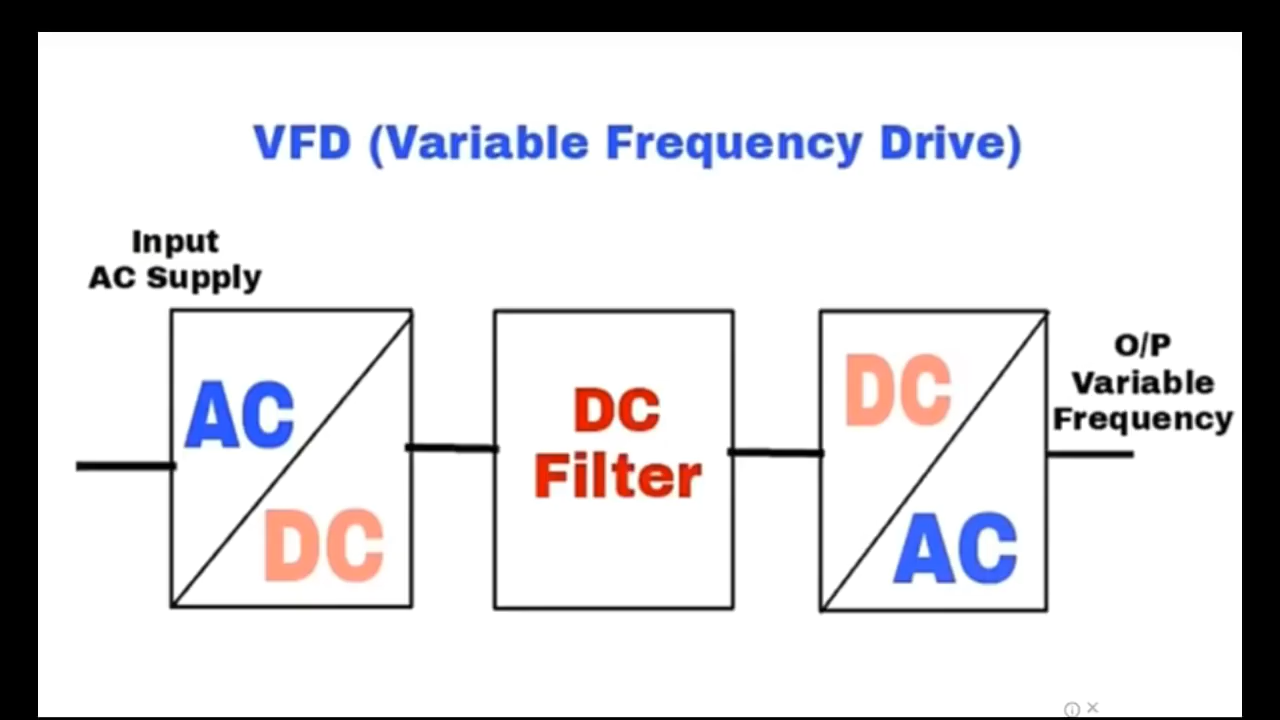 VFD (Variable Frequency Drive)
Input
AC Supply
AC
DC
DC
Filter
DC
AC
O/P
Variable
Frequency